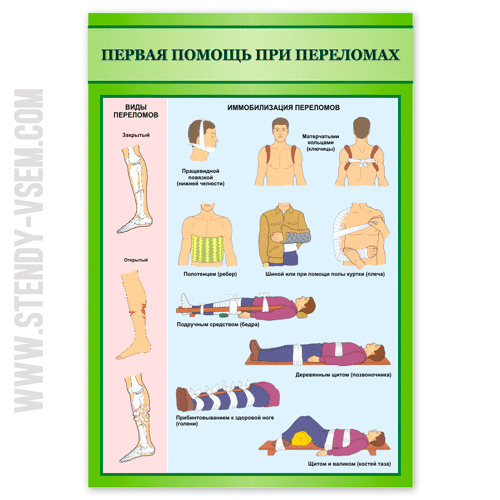 ПЕРВАЯ ПОМОЩЬ ПРИ ПЕРЕЛОМАХ
ВИДЫ
ПЕРЕЛОМОВ
Закрытый
Открытый
ИММОБИЛИЗАЦИЯ ПЕРЕЛОМОВ
Пращевидной
повязкой
(нижней челюсти)
Матерчатыми
кольцами
(ключицы)
Полотенцем (ребер)
Шиной или при помощи полы куртки (плеча)
Подручным средством (бедра)
Деревянным щитом (позвоночника)
Прибинтовыванием к здоровой ноге
(голени)
Щитом и валиком (костей таза)
WWW.STENDY-VSEM.COM